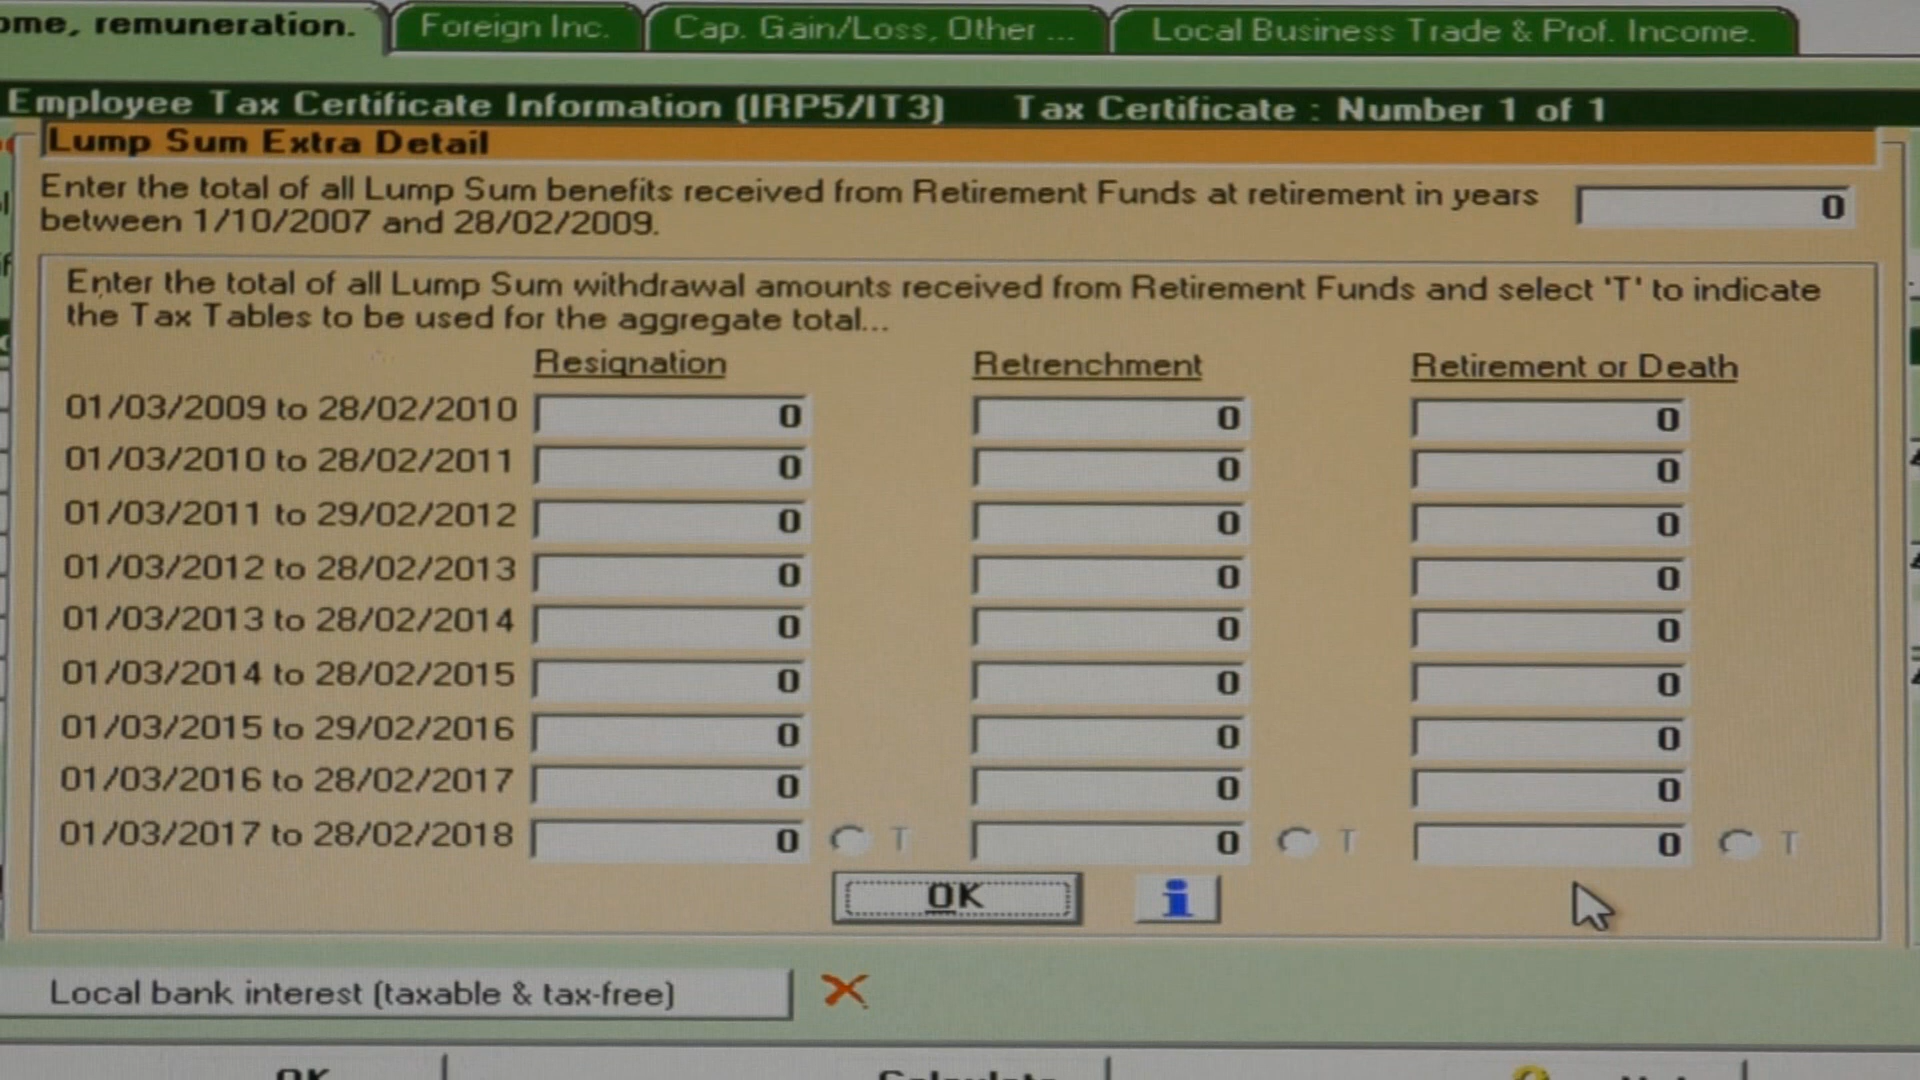 ome, remuneration. Foreign Inc. Cap. Gain/Loss, Other ... Local Business Trade & Prof. Income.
Employee Tax Certificate Information (IRP5/IT3) Tax Certificate : Number 1 of 1
Lump Sum Extra Detail
Enter the total of all Lump Sum benefits received from Retirement Funds at retirement in years
between 1/10/2007 and 28/02/2009. 0
Enter the total of all Lump Sum withdrawal amounts received from Retirement Funds and select 'T' to indicate
the Tax Tables to be used for the aggregate total...
Resignation Retrenchment Retirement or Death
01/03/2009 to 28/02/2010 0 0 0
01/03/2010 to 28/02/2011 0 0 0
01/03/2011 to 29/02/2012 0 0 0
01/03/2012 to 28/02/2013 0 0 0
01/03/2013 to 28/02/2014 0 0 0
01/03/2014 to 28/02/2015 0 0 0
01/03/2015 to 29/02/2016 0 0 0
01/03/2016 to 28/02/2017 0 0 0
01/03/2017 to 28/02/2018 0 T 0 T 0 T
OK i
Local bank interest (taxable & tax-free)
OK Calculate